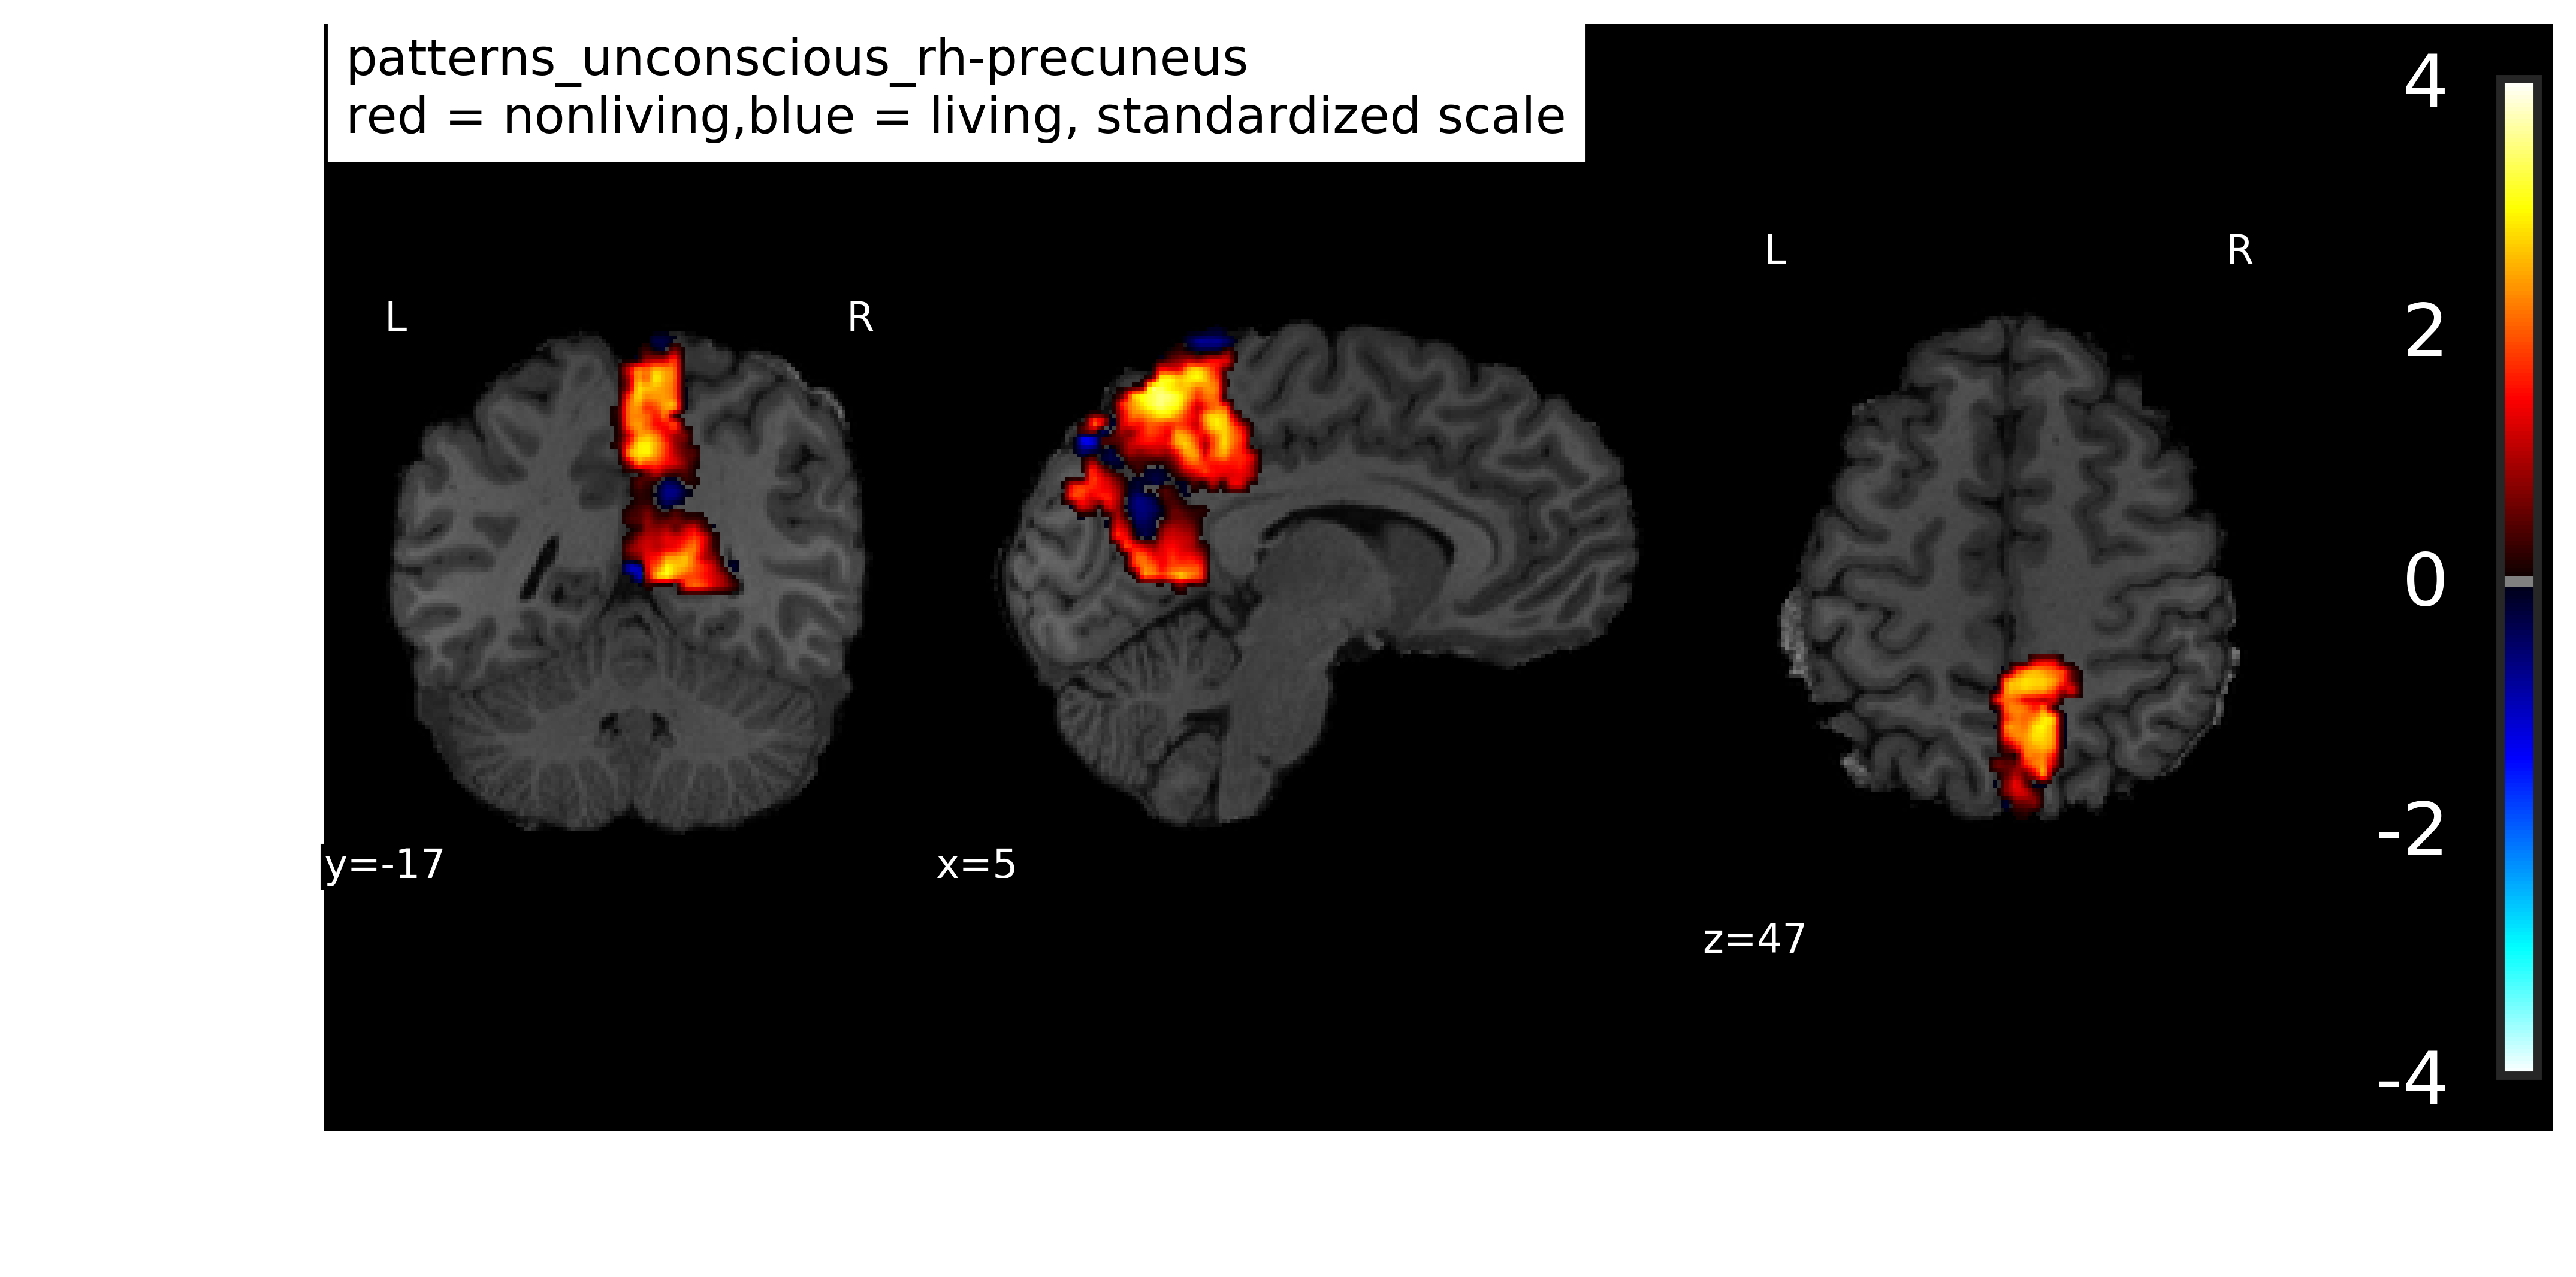 patterns_unconscious_rh-precuneus
red = nonliving,blue = living, standardized scale
L
R
y=-17
x=5
L
R
z=47
4
2
0
-2
-4